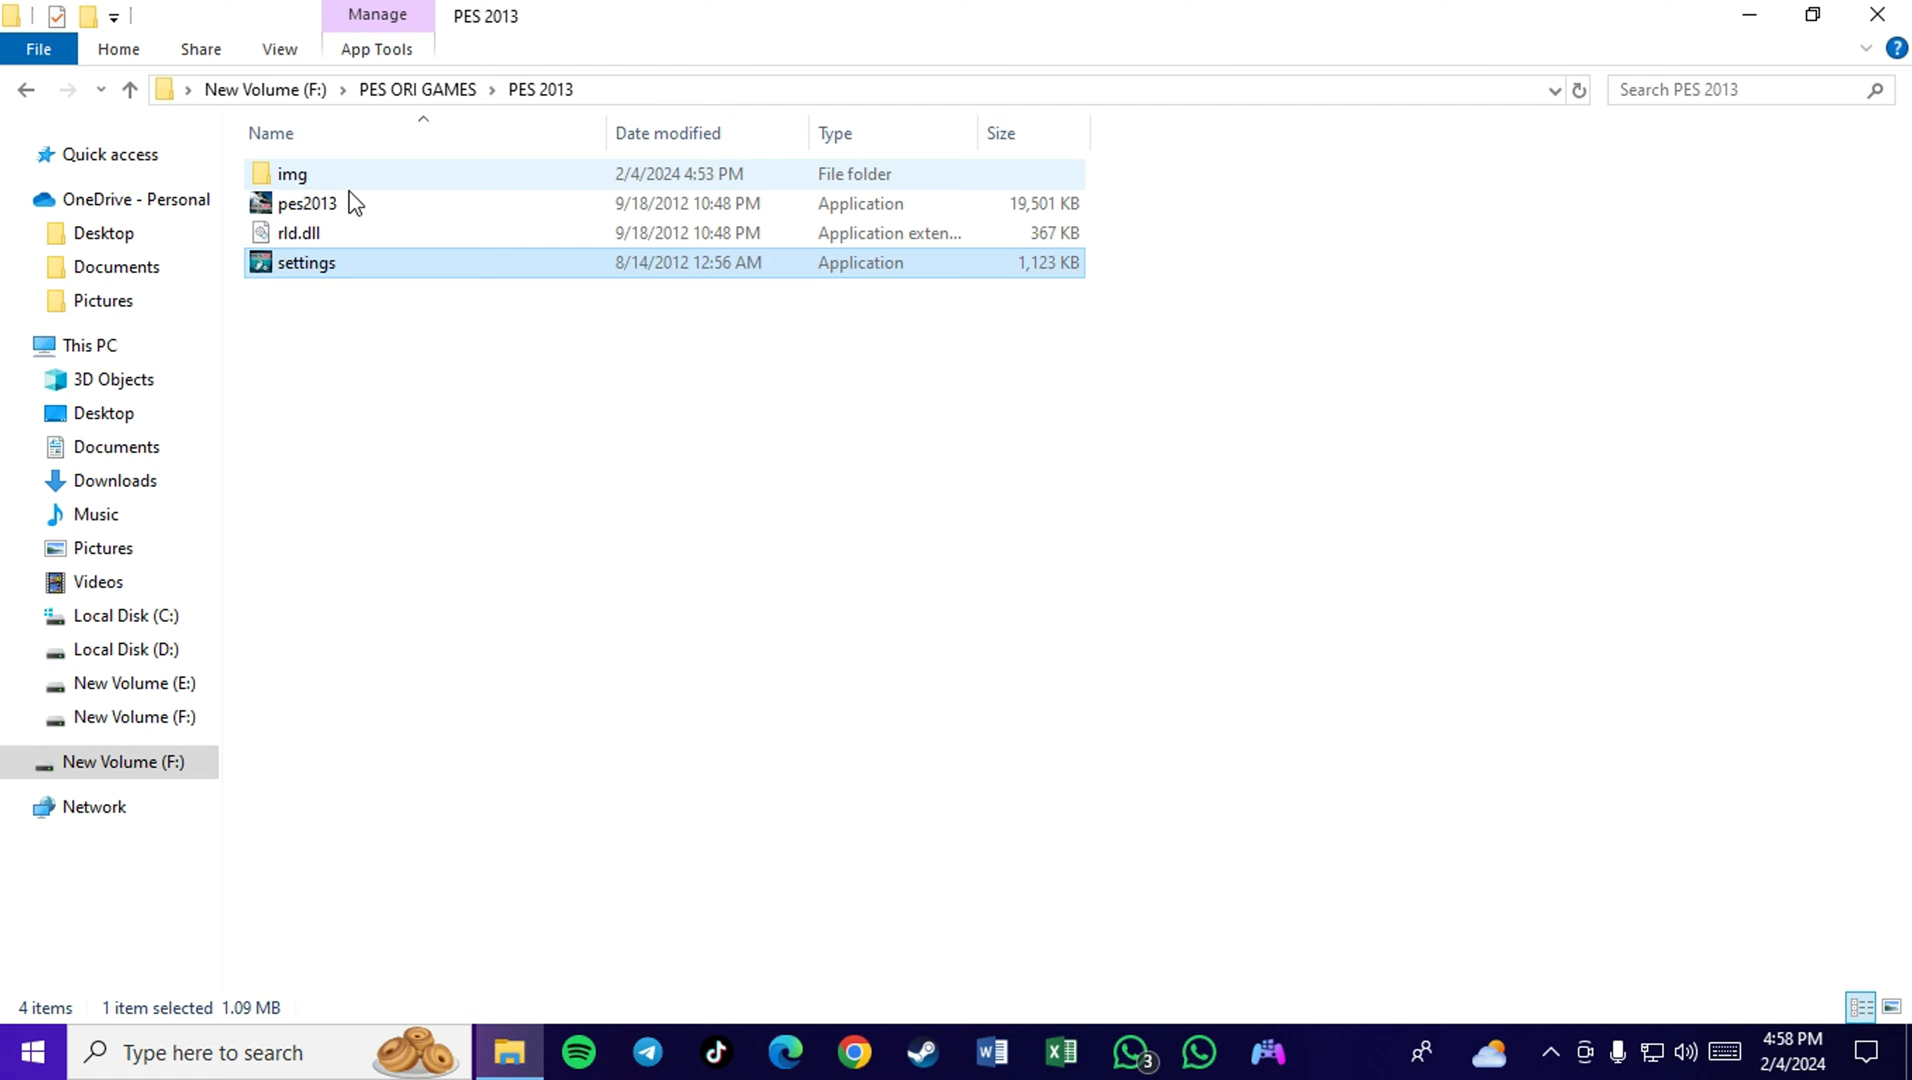 Manage PES 2013
File Home Share View App Tools
New Volume (F:) PES ORI GAMES PES 2013 Search PES 2013
Name Date modified Type Size
Quick access
OneDrive - Personal
Desktop
Documents
Pictures
This PC
3D Objects
Desktop
Documents
Downloads
Music
Pictures
Videos
Local Disk (C:)
Local Disk (D:)
New Volume (E:)
New Volume (F:)
New Volume (F:)
Network
img 2/4/2024 4:53 PM File folder
pes2013 9/18/2012 10:48 PM Application 19,501 KB
rld.dll 9/18/2012 10:48 PM Application exten... 367 KB
settings 8/14/2012 12:56 AM Application 1,123 KB
4 items 1 item selected 1.09 MB
Type here to search
3
4:58 PM
2/4/2024